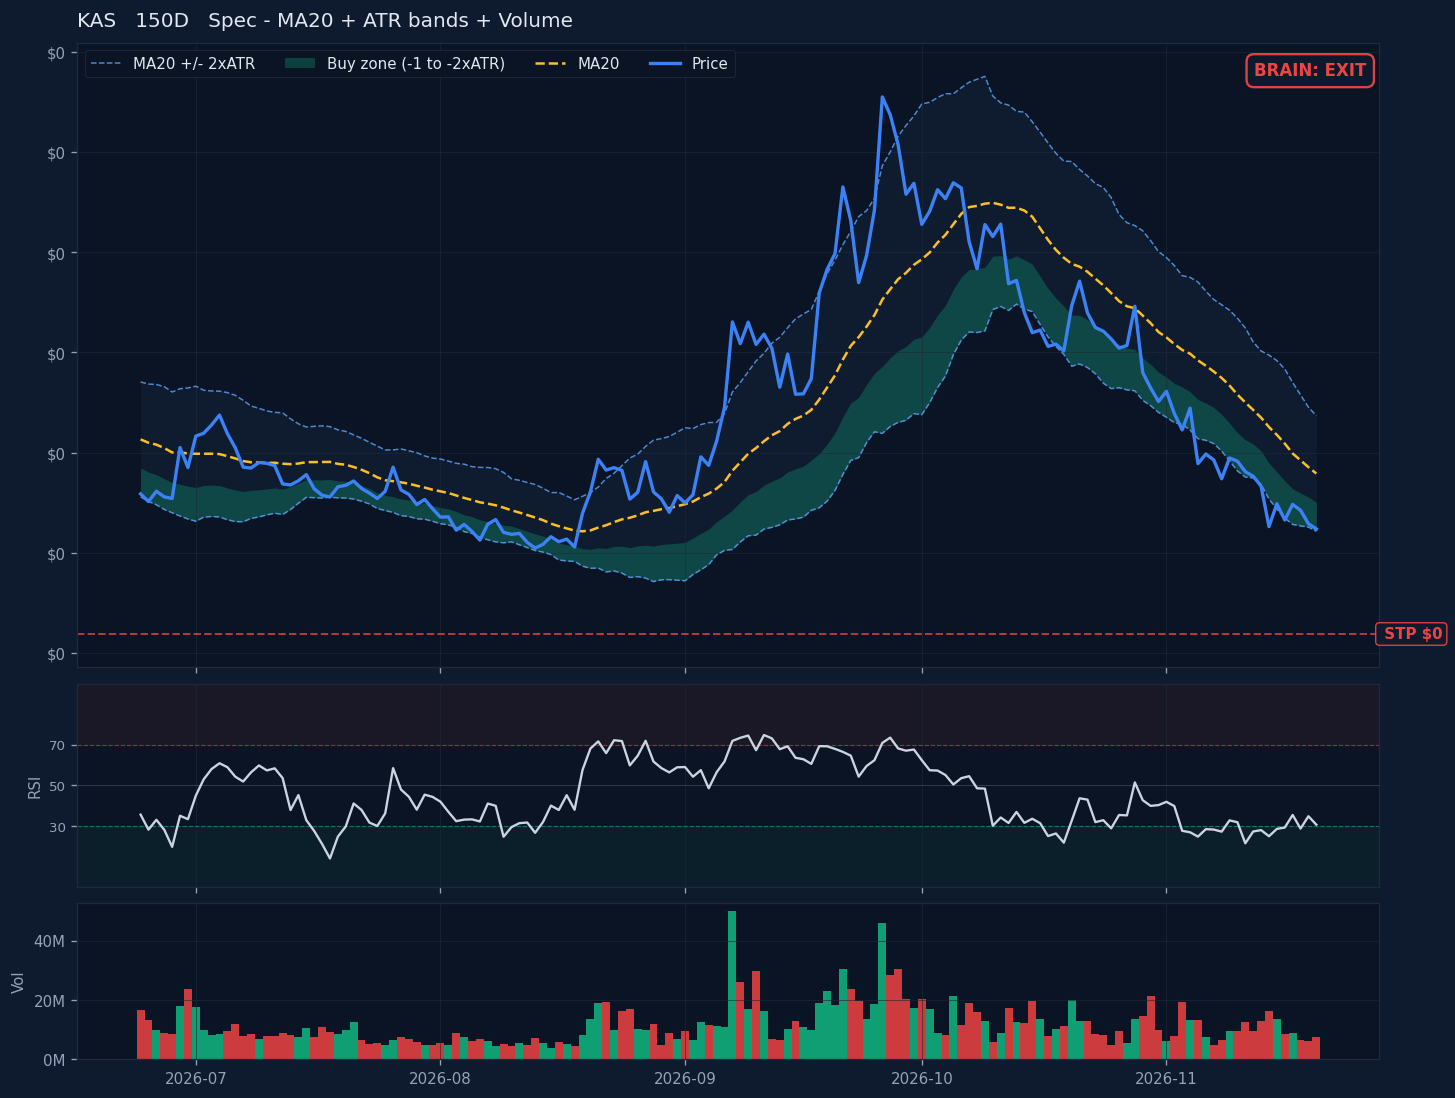 KAS 150D Spec - MA20 + ATR bands + Volume
MA20 +/- 2xATR Buy zone (-1 to -2xATR) MA20 Price
BRAIN: EXIT
$0
$0
$0
$0
$0
$0
$0
STP $0
RSI
70
50
30
Vol
40M
20M
0M
2026-07 2026-08 2026-09 2026-10 2026-11